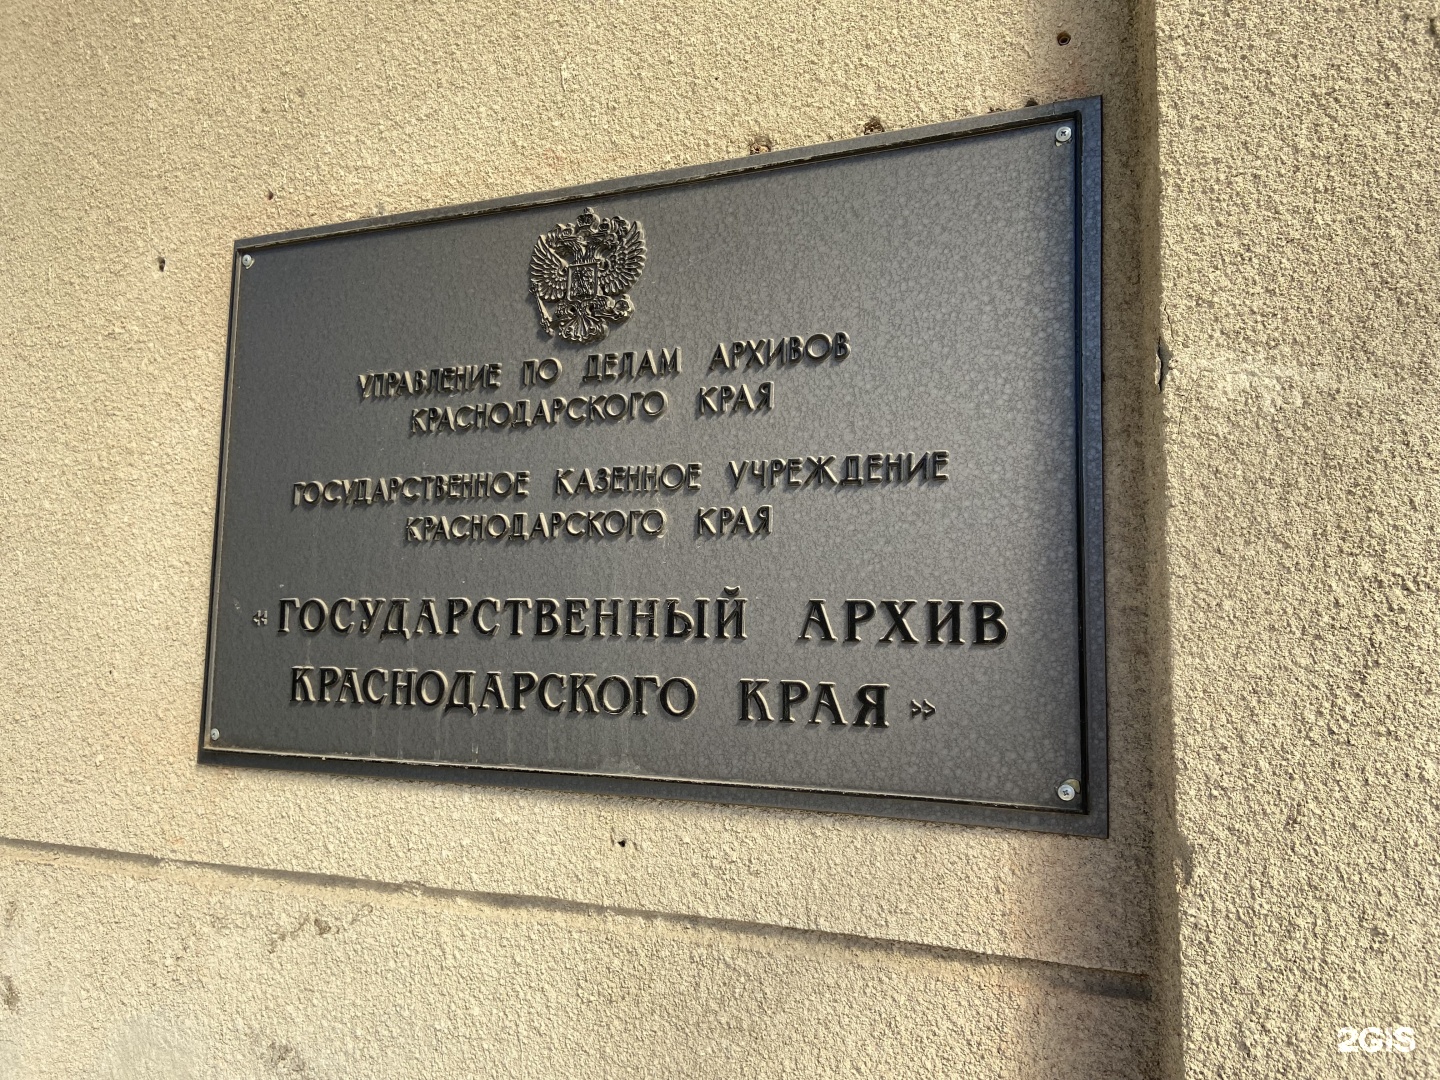 УПРАВЛЕНИЕ ПО ДЕЛАМ АРХИВОВ
КРАСНОДАРСКОГО КРАЯ
ГОСУДАРСТВЕННОЕ КАЗЕННОЕ УЧРЕЖДЕНИЕ
КРАСНОДАРСКОГО КРАЯ
«ГОСУДАРСТВЕННЫЙ АРХИВ
КРАСНОДАРСКОГО КРАЯ»
2GIS